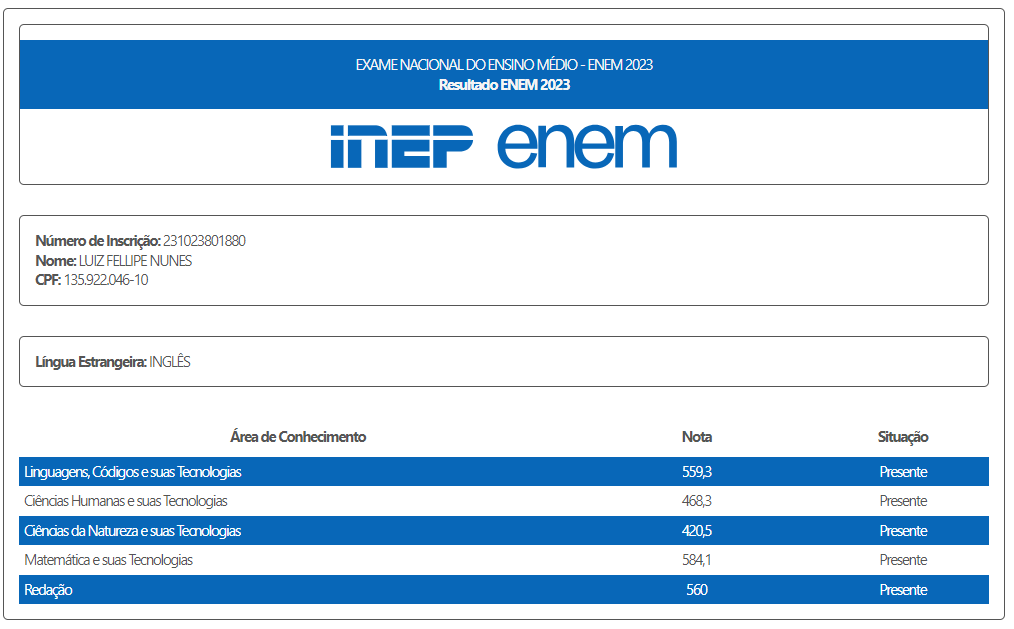 EXAME NACIONAL DO ENSINO MÉDIO - ENEM 2023
Resultado ENEM 2023
inep enem
Número de Inscrição: 231023801880
Nome: LUIZ FELLIPE NUNES
CPF: 135.922.046-10
Língua Estrangeira: INGLÊS
Área de Conhecimento Nota Situação
Linguagens, Códigos e suas Tecnologias 559,3 Presente
Ciências Humanas e suas Tecnologias 468,3 Presente
Ciências da Natureza e suas Tecnologias 420,5 Presente
Matemática e suas Tecnologias 584,1 Presente
Redação 560 Presente